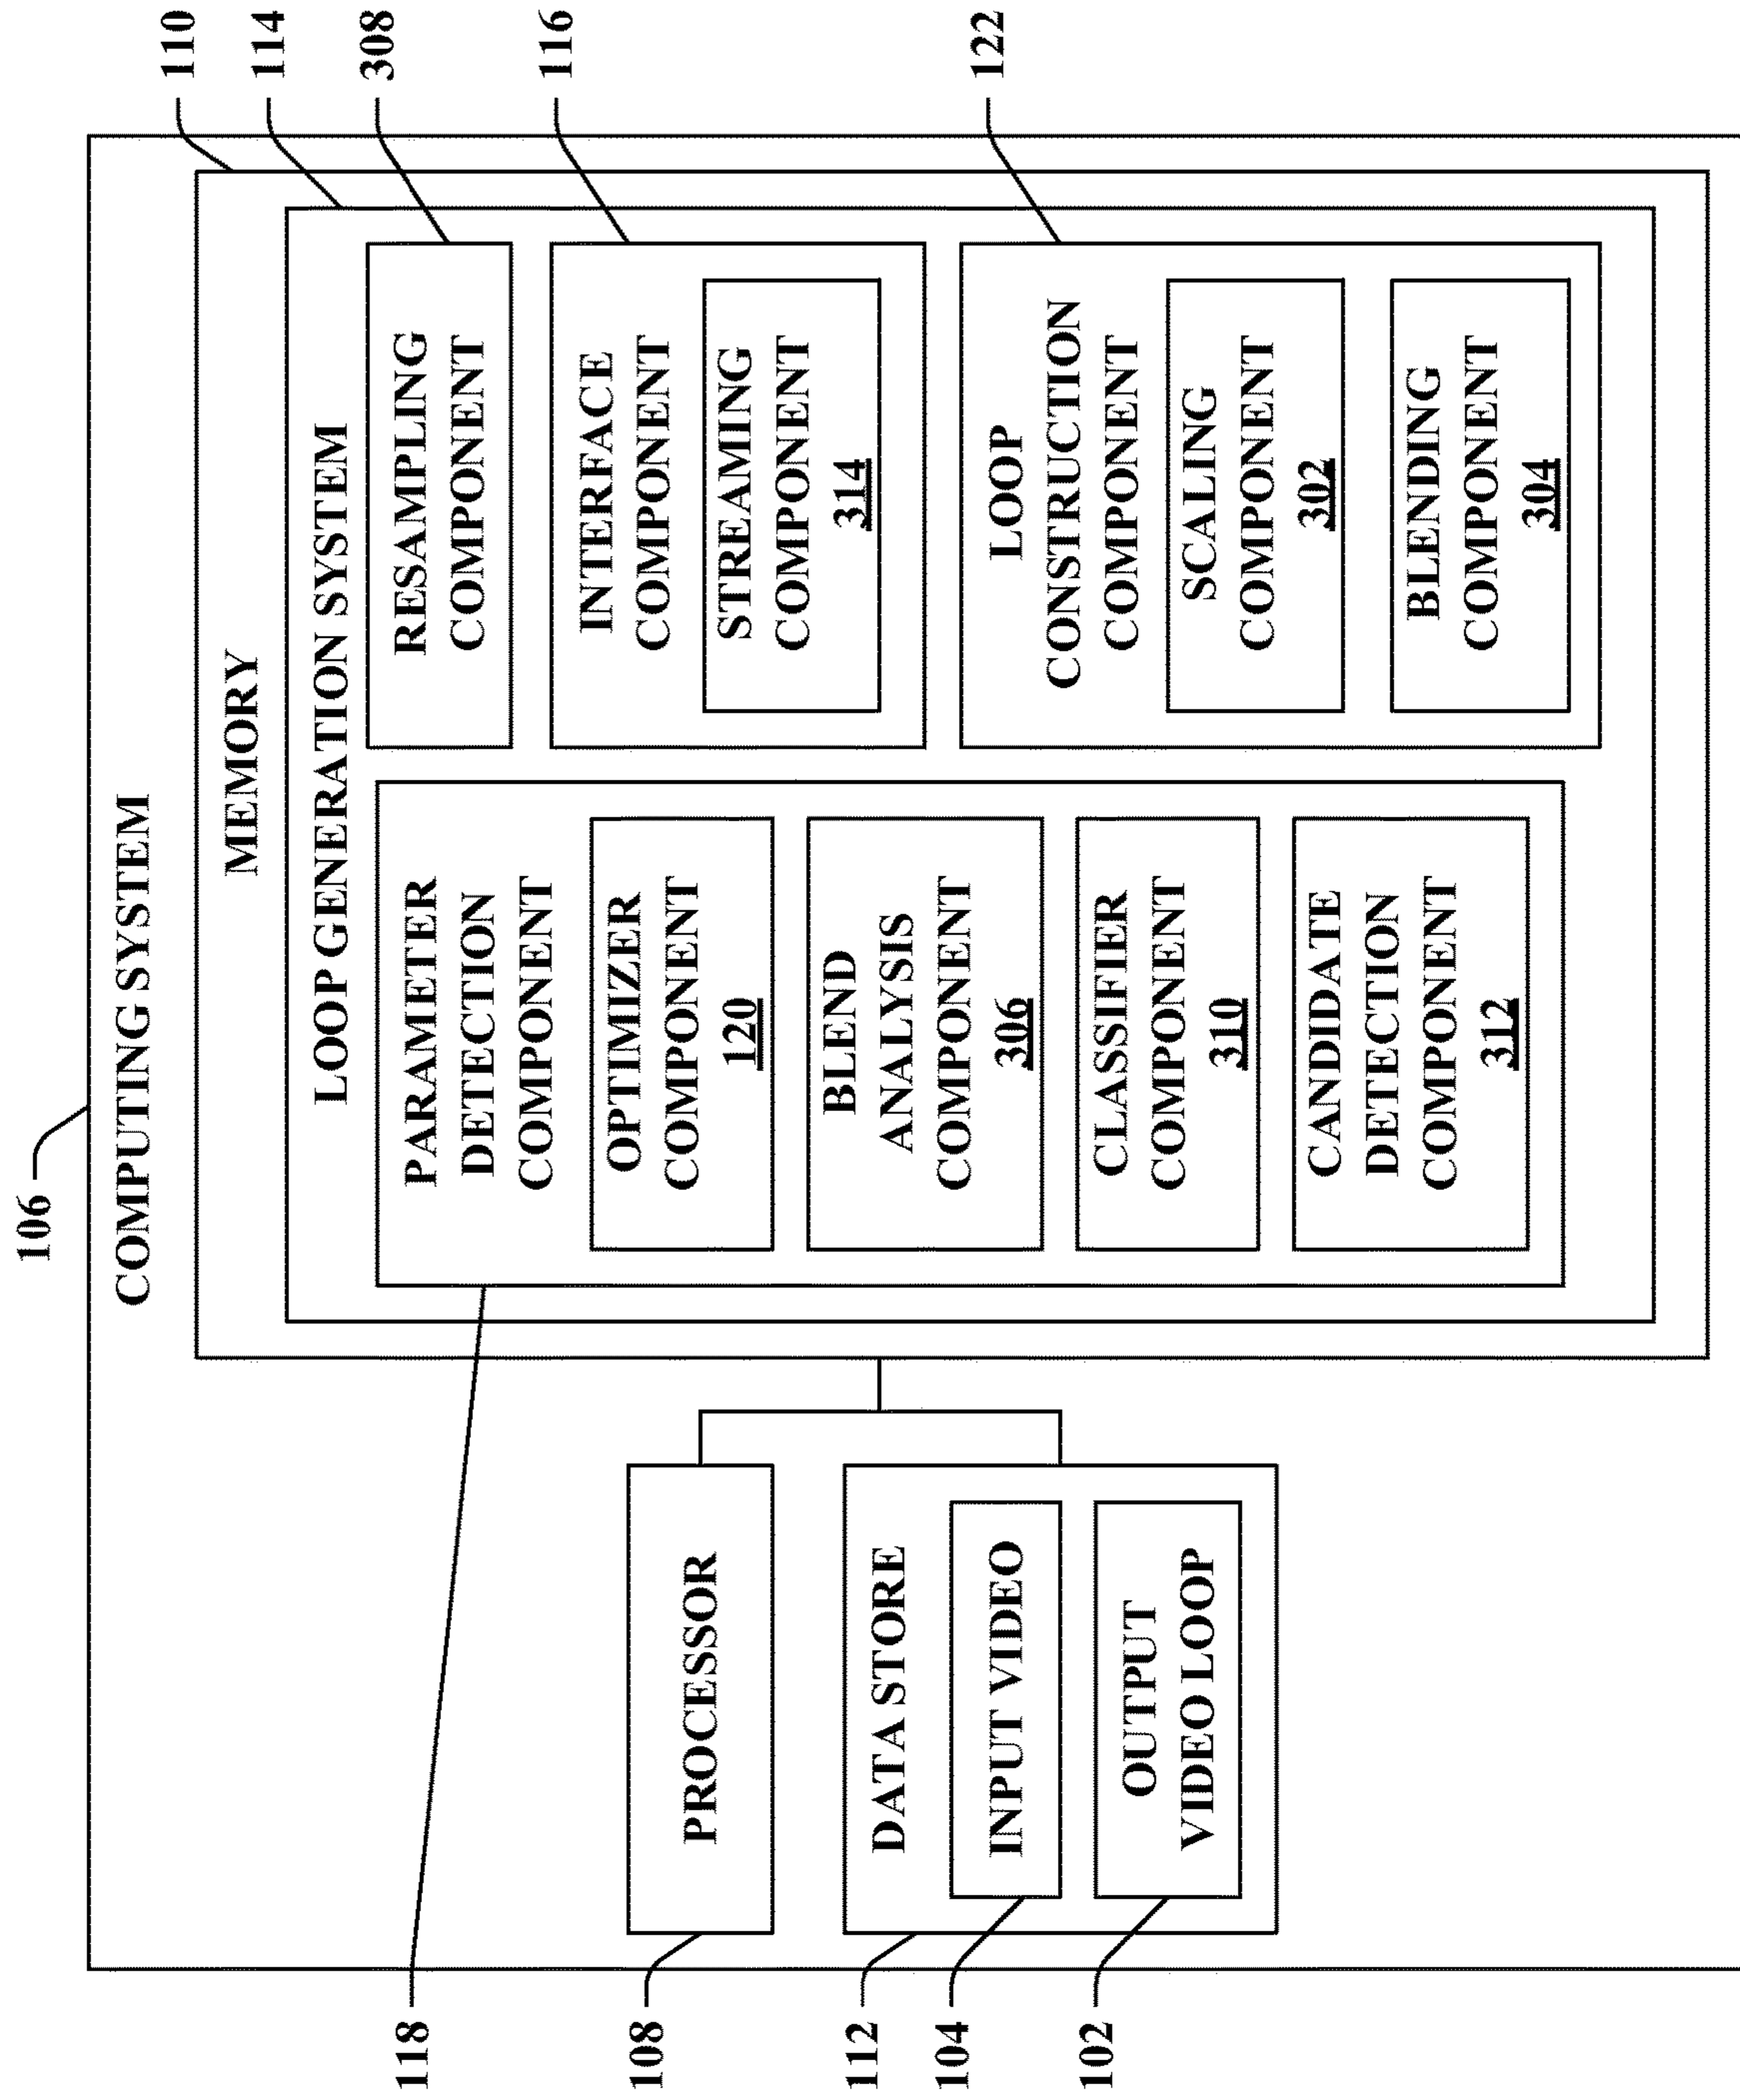 106
COMPUTING SYSTEM
110
MEMORY
114
LOOP GENERATION SYSTEM
308
RESAMPLING
COMPONENT
116
INTERFACE
COMPONENT
STREAMING
COMPONENT
314
122
LOOP
CONSTRUCTION
COMPONENT
SCALING
COMPONENT
302
BLENDING
COMPONENT
304
118
PARAMETER
DETECTION
COMPONENT
OPTIMIZER
COMPONENT
120
BLEND
ANALYSIS
COMPONENT
306
CLASSIFIER
COMPONENT
310
CANDIDATE
DETECTION
COMPONENT
312
108
PROCESSOR
112
DATA STORE
104
INPUT VIDEO
102
OUTPUT
VIDEO LOOP